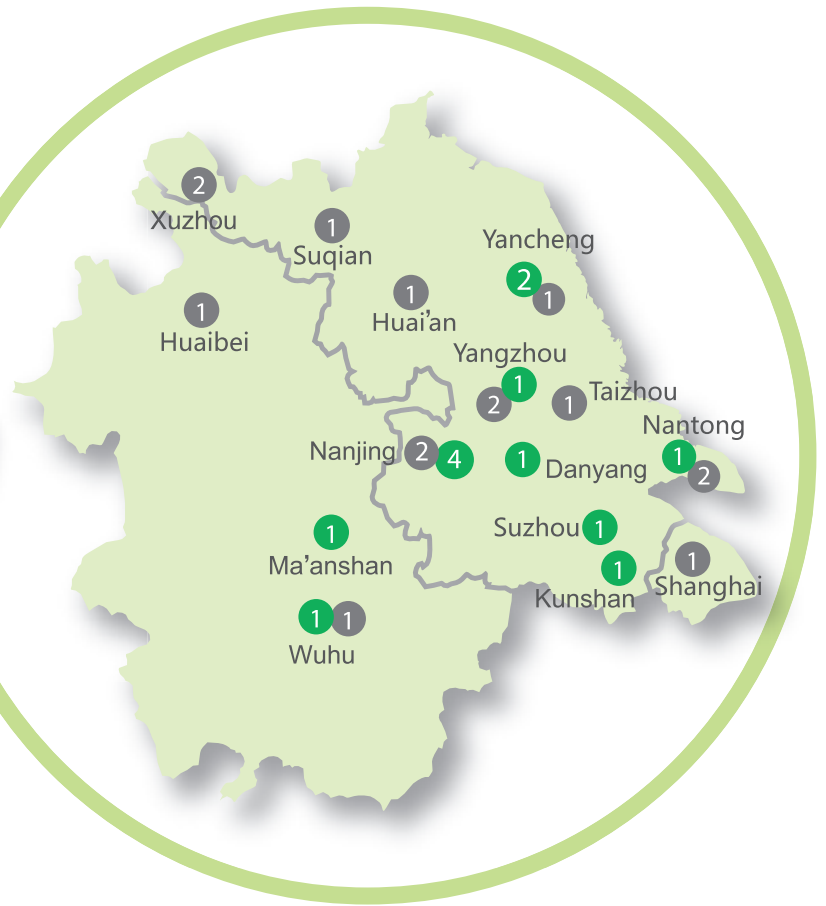 2
Xuzhou
1
Suqian
Yancheng
2
1
1
Huai'an
1
Huaibei
Yangzhou
1
2
1
Taizhou
Nantong
1
2
Nanjing
2
4
1
Danyang
Suzhou
1
1
Kunshan
1
Shanghai
1
Ma'anshan
1
1
Wuhu